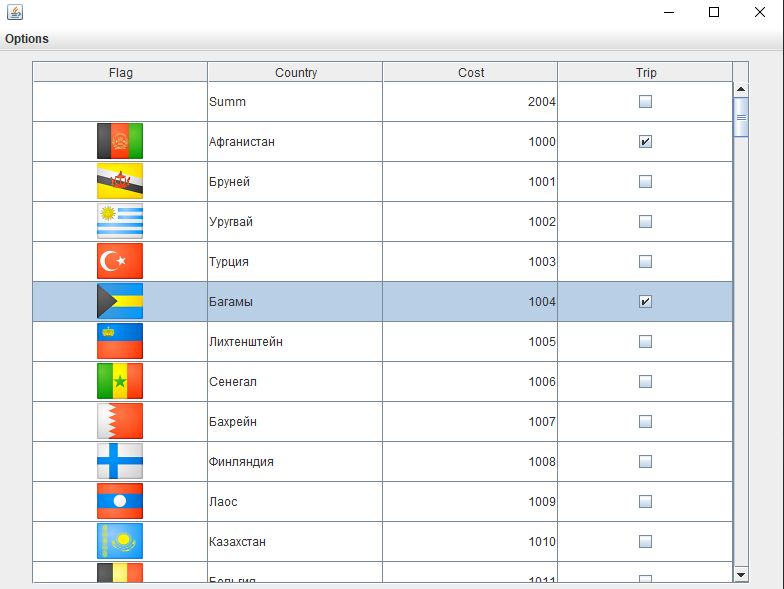 Options
Flag Country Cost Trip
Summ 2004
Афганистан 1000
Бруней 1001
Уругвай 1002
Турция 1003
Багамы 1004
Лихтенштейн 1005
Сенегал 1006
Бахрейн 1007
Финляндия 1008
Лаос 1009
Казахстан 1010
Бельгия 1011